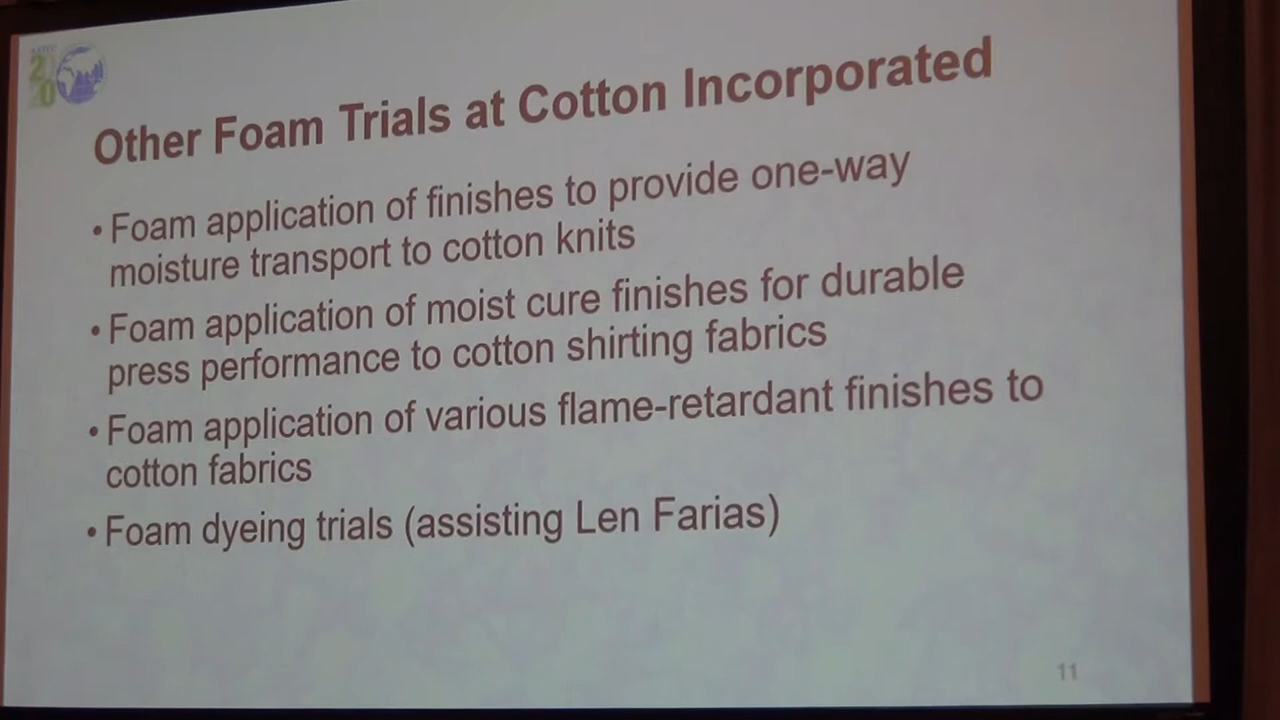 Other Foam Trials at Cotton Incorporated
• Foam application of finishes to provide one-way
moisture transport to cotton knits
• Foam application of moist cure finishes for durable
press performance to cotton shirting fabrics
• Foam application of various flame-retardant finishes to
cotton fabrics
• Foam dyeing trials (assisting Len Farias)
11